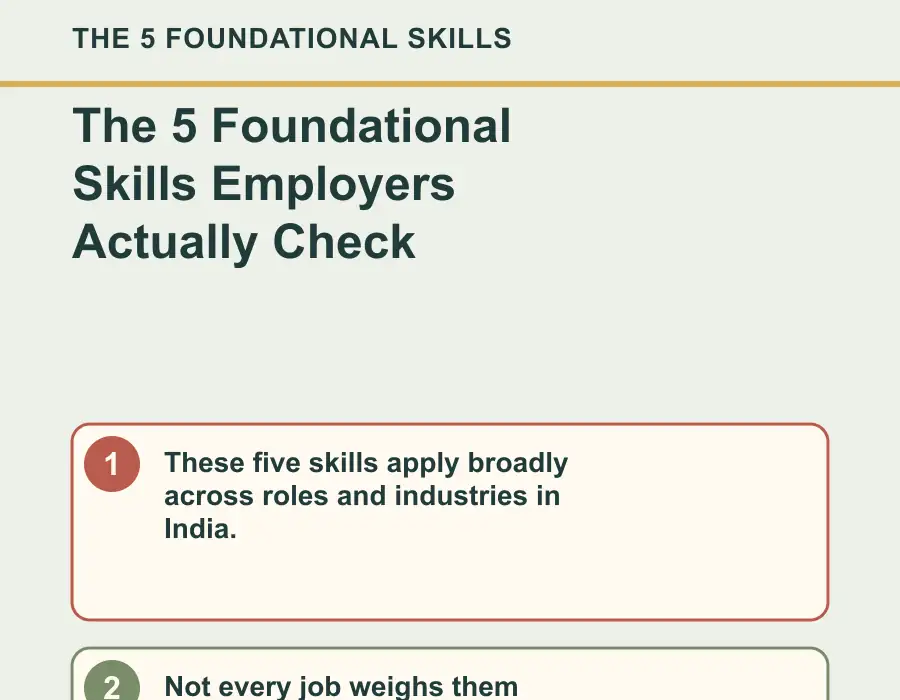 THE 5 FOUNDATIONAL SKILLS
The 5 Foundational
Skills Employers
Actually Check
1
These five skills apply broadly
across roles and industries in
India.
2
Not every job weighs them